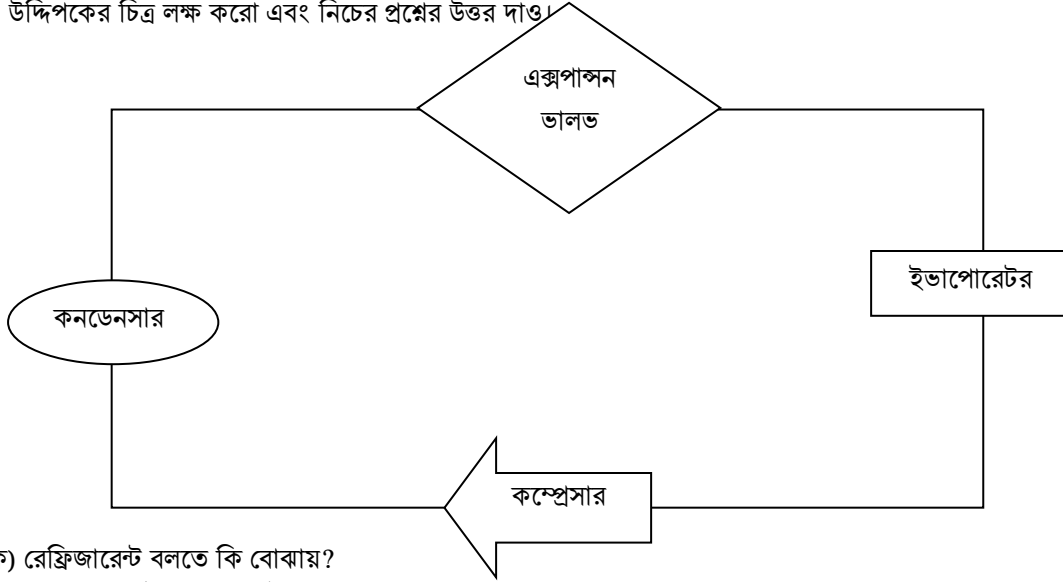 উদ্দিপকের চিত্র লক্ষ করো এবং নিচের প্রশ্নের উত্তর দাও।
এক্সপান্সন
ভালভ
ইভাপোরেটর
কনডেনসার
কম্প্রেসার
ক) রেফ্রিজারেন্ট বলতে কি বোঝায়?